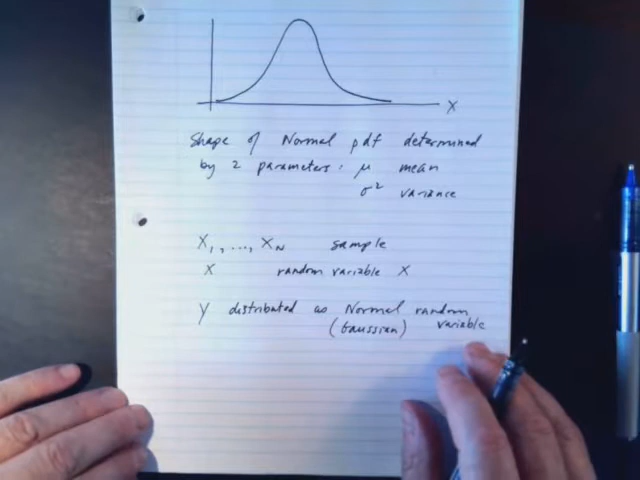 X
Shape of Normal pdf determined
by 2 parameters: μ mean
σ² variance
X₁, ..., X_N sample
X random variable X
Y distributed as Normal random
(Gaussian) variable